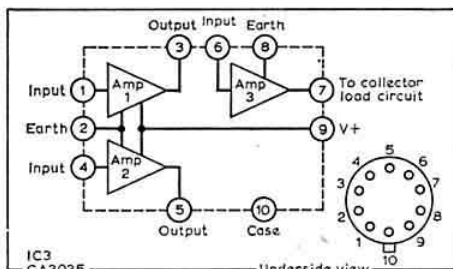 Output Input Earth
3 6 8
Input 1 Amp 1 Amp 3 7 To collector load circuit
Earth 2 9 V+
Input 4 Amp 2
5 10
Output Case
5
4 6
3 7
2 8
1 9
10
IC3
CA3035 Underside view